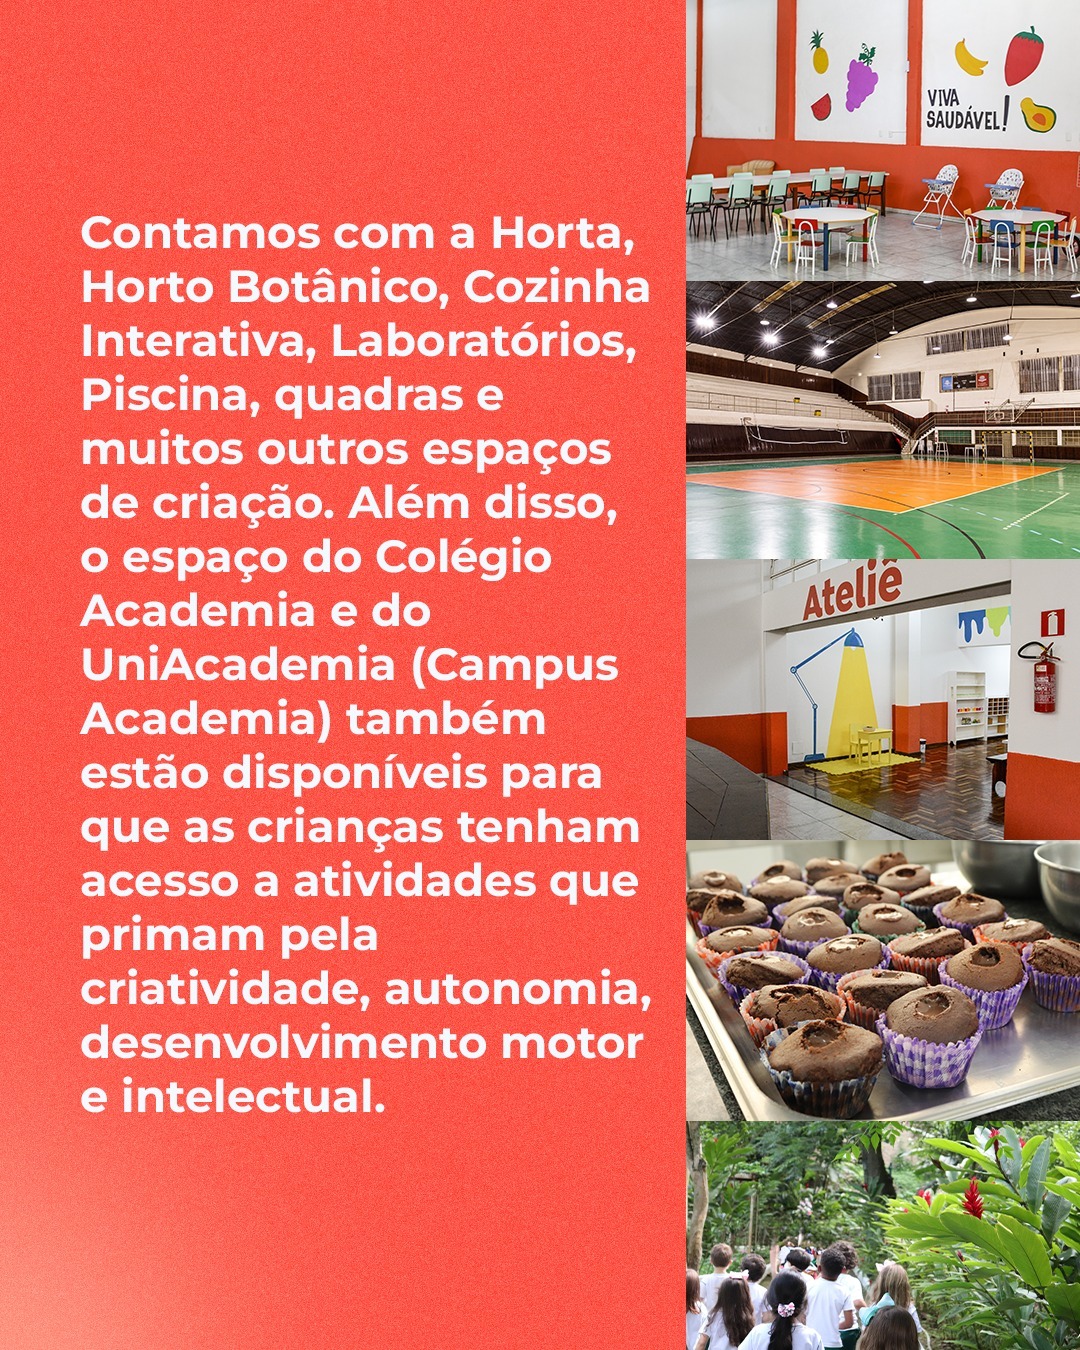 Contamos com a Horta,
Horto Botânico, Cozinha
Interativa, Laboratórios,
Piscina, quadras e
muitos outros espaços
de criação. Além disso,
o espaço do Colégio
Academia e do
UniAcademia (Campus
Academia) também
estão disponíveis para
que as crianças tenham
acesso a atividades que
primam pela
criatividade, autonomia,
desenvolvimento motor
e intelectual.
VIVA
SAUDÁVEL!
Ateliê